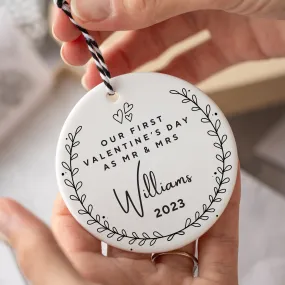 OUR FIRST
VALENTINE'S DAY
AS MR & MRS
Williams
2023